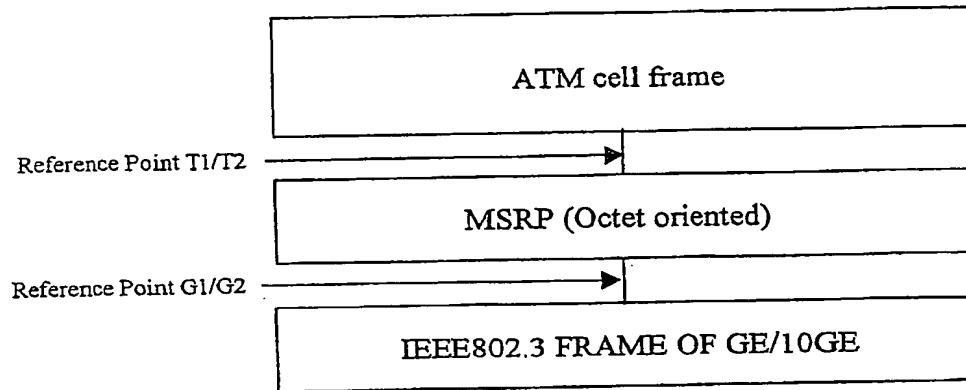 ATM cell frame
Reference Point T1/T2
MSRP (Octet oriented)
Reference Point G1/G2
IEEE802.3 FRAME OF GE/10GE